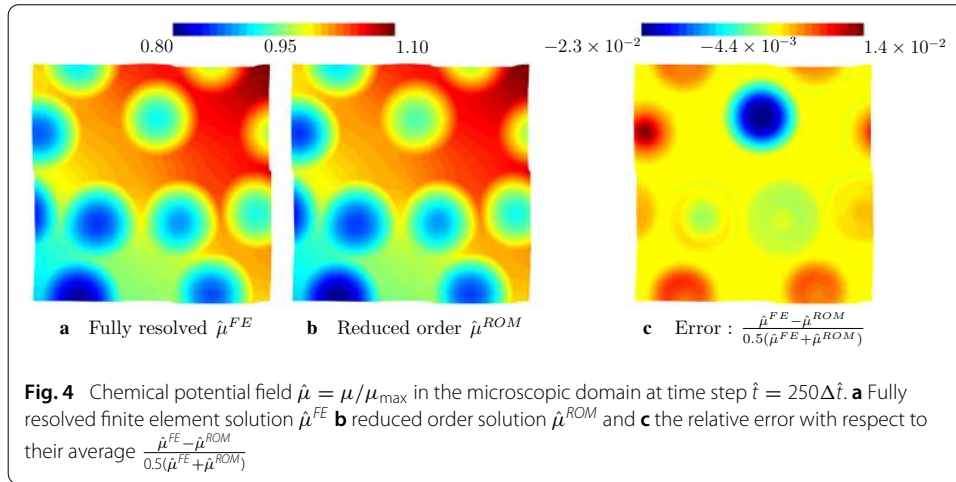 0.80 0.95 1.10 −2.3 × 10⁻² −4.4 × 10⁻³ 1.4 × 10⁻²
a Fully resolved μ̂^FE b Reduced order μ̂^ROM c Error : (μ̂^FE − μ̂^ROM) / 0.5(μ̂^FE + μ̂^ROM)
Fig. 4 Chemical potential field μ̂ = μ/μ_max in the microscopic domain at time step t̂ = 250Δt̂. a Fully
resolved finite element solution μ̂^FE b reduced order solution μ̂^ROM and c the relative error with respect to
their average (μ̂^FE − μ̂^ROM) / 0.5(μ̂^FE + μ̂^ROM)